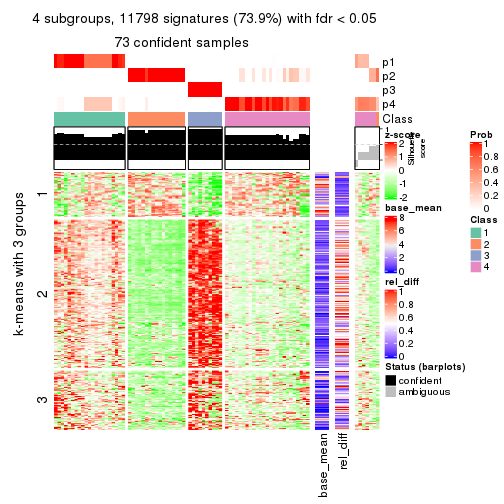 4 subgroups, 11798 signatures (73.9%) with fdr < 0.05
73 confident samples
p1
p2
p3
p4
Class
1
Silhouette
score
k-means with 3 groups
1
2
3
base_mean
rel_diff
z-score
2
1
0
-1
-2
base_mean
8
6
4
2
0
rel_diff
1
0.8
0.6
0.4
0.2
0
Status (barplots)
confident
ambiguous
Prob
1
0.8
0.6
0.4
0.2
0
Class
1
2
3
4